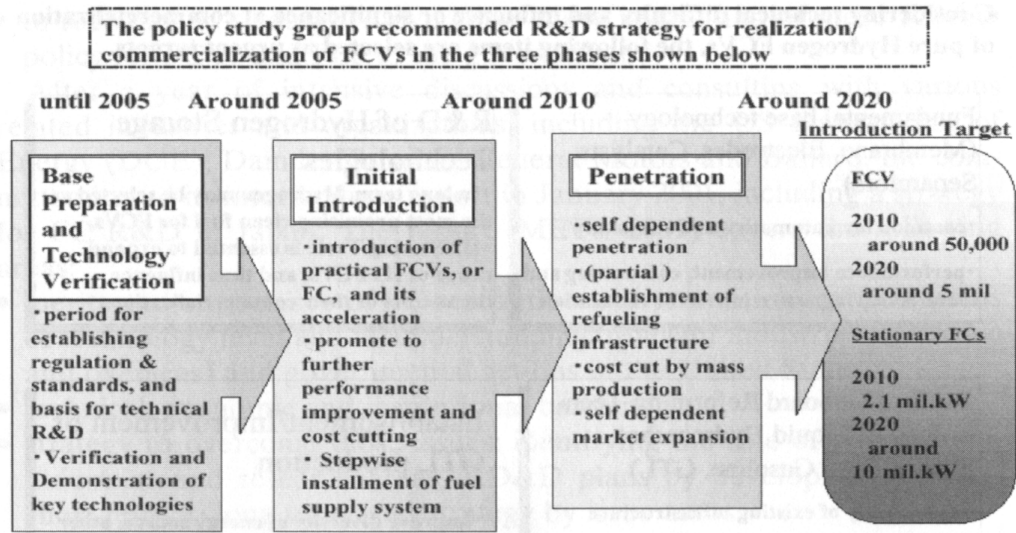 The policy study group recommended R&D strategy for realization/
commercialization of FCVs in the three phases shown below
until 2005
Around 2005
Around 2010
Around 2020
Base
Preparation
and
Technology
Verification
・period for
establishing
regulations &
standards, and
basis for technical
R&D
・Verification and
Demonstration of
key technologies
Initial
Introduction
・introduction of
practical FCVs, or
FC, and
acceleration
・promote to
further
performance
improvement and
cost cutting
・ Stepwise
installment of fuel
supply system
Penetration
・self dependent
penetration
(partial )
・establishment of
refueling
infrastructure
・cost cut by mass
production
・self dependent
market expansion
Introduction Target
FCV
2010
around 50,000
2020
around 5 mil
Stationary FCs
2010
2.1 mil.kW
2020
around
10 mil.kW